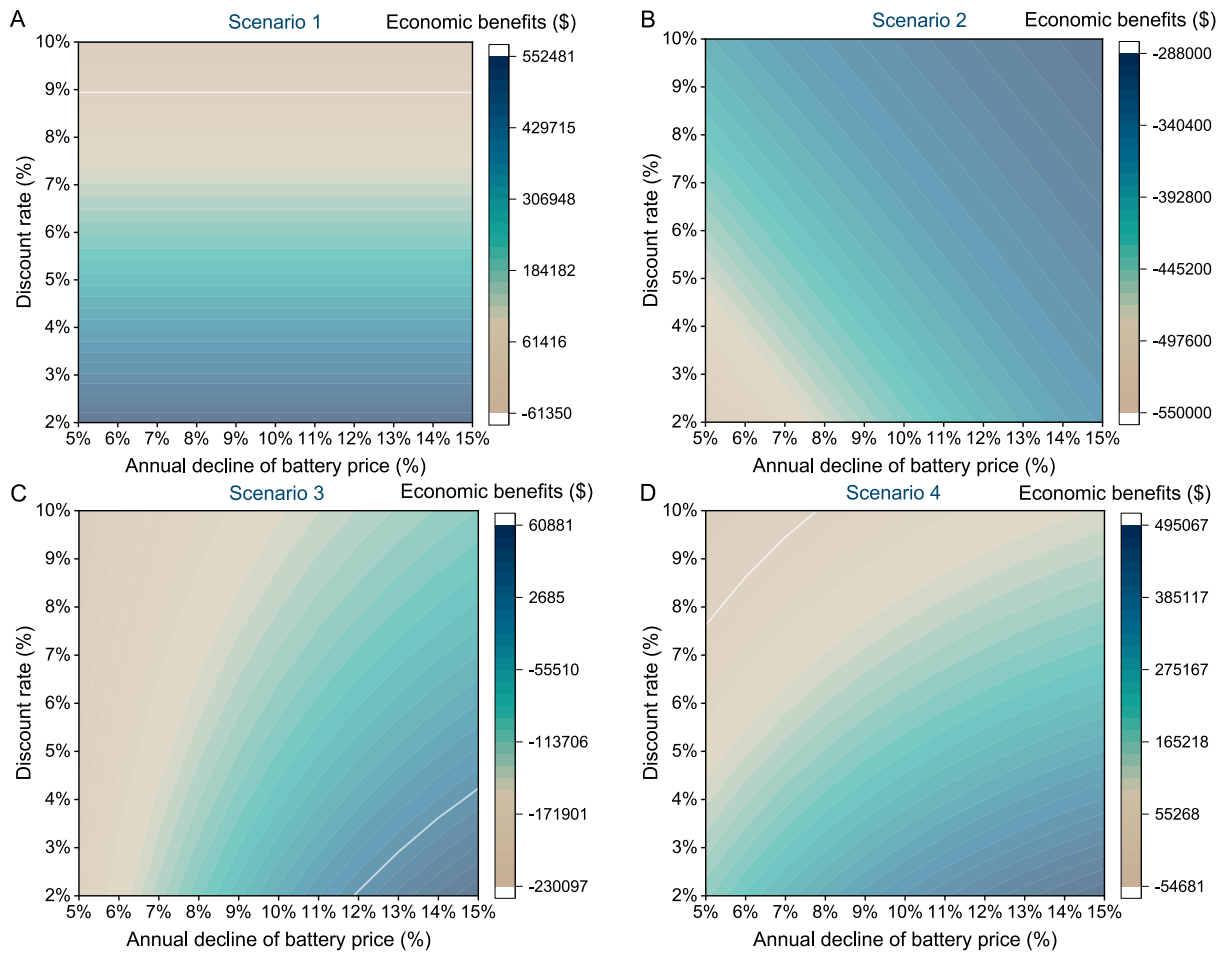 A
Scenario 1
Economic benefits ($)
10%
9%
8%
7%
6%
5%
4%
3%
2%
Discount rate (%)
5% 6% 7% 8% 9% 10% 11% 12% 13% 14% 15%
Annual decline of battery price (%)
552481
429715
306948
184182
61416
-61350
B
Scenario 2
Economic benefits ($)
10%
9%
8%
7%
6%
5%
4%
3%
2%
Discount rate (%)
5% 6% 7% 8% 9% 10% 11% 12% 13% 14% 15%
Annual decline of battery price (%)
-288000
-340400
-392800
-445200
-497600
-550000
C
Scenario 3
Economic benefits ($)
10%
9%
8%
7%
6%
5%
4%
3%
2%
Discount rate (%)
5% 6% 7% 8% 9% 10% 11% 12% 13% 14% 15%
Annual decline of battery price (%)
60881
2685
-55510
-113706
-171901
-230097
D
Scenario 4
Economic benefits ($)
10%
9%
8%
7%
6%
5%
4%
3%
2%
Discount rate (%)
5% 6% 7% 8% 9% 10% 11% 12% 13% 14% 15%
Annual decline of battery price (%)
495067
385117
275167
165218
55268
-54681